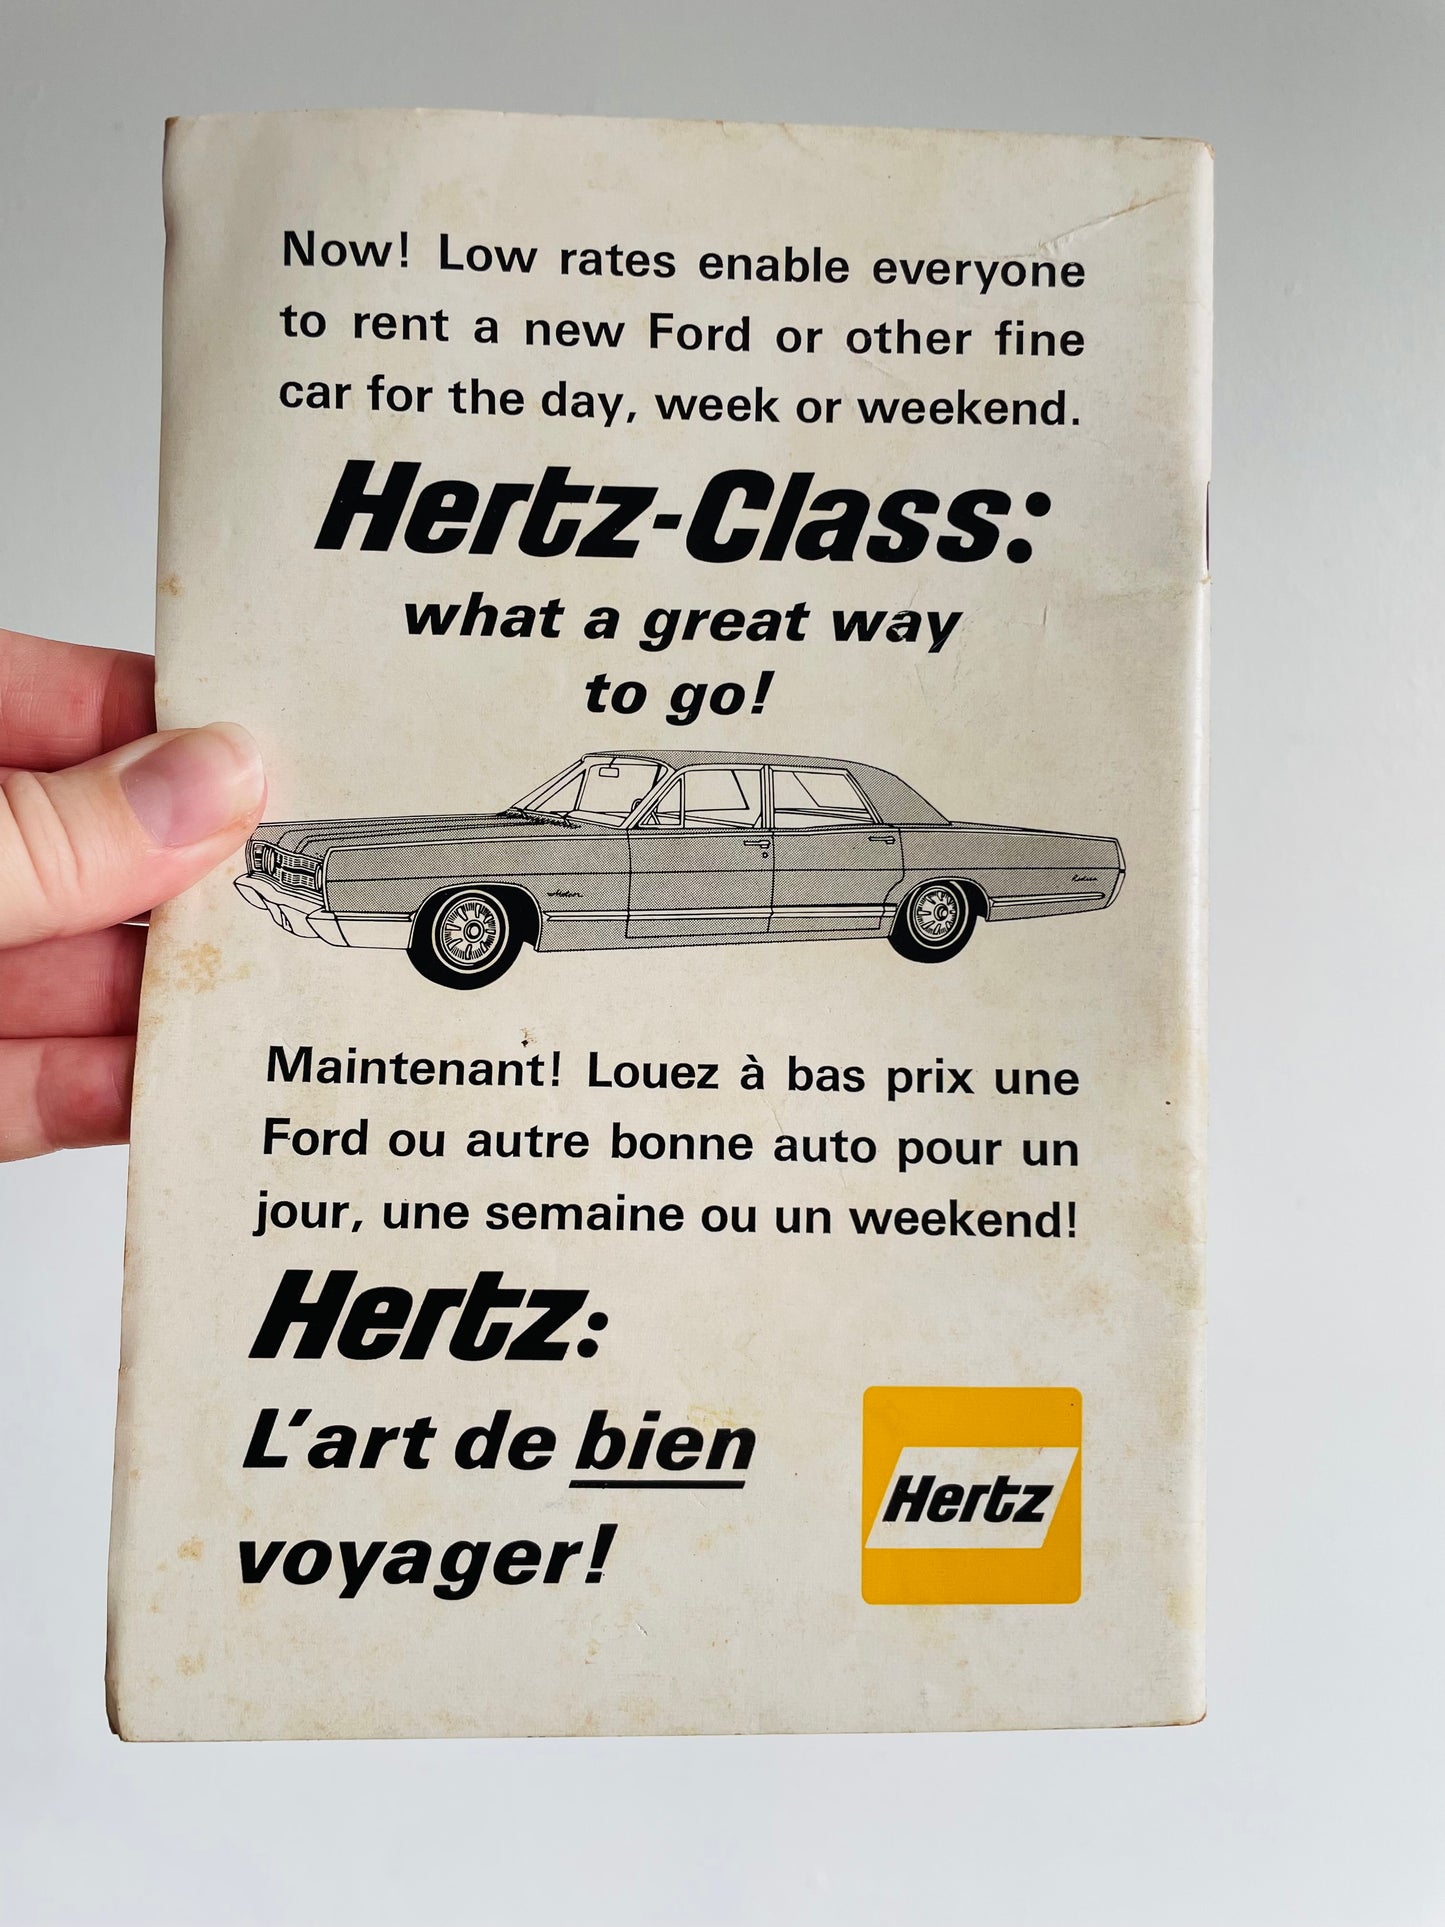 Now! Low rates enable everyone
to rent a new Ford or other fine
car for the day, week or weekend.
Hertz-Class:
what a great way
to go!
Meteor
Rideau
Maintenant! Louez à bas prix une
Ford ou autre bonne auto pour un
jour, une semaine ou un weekend!
Hertz:
L'art de bien
voyager!
Hertz